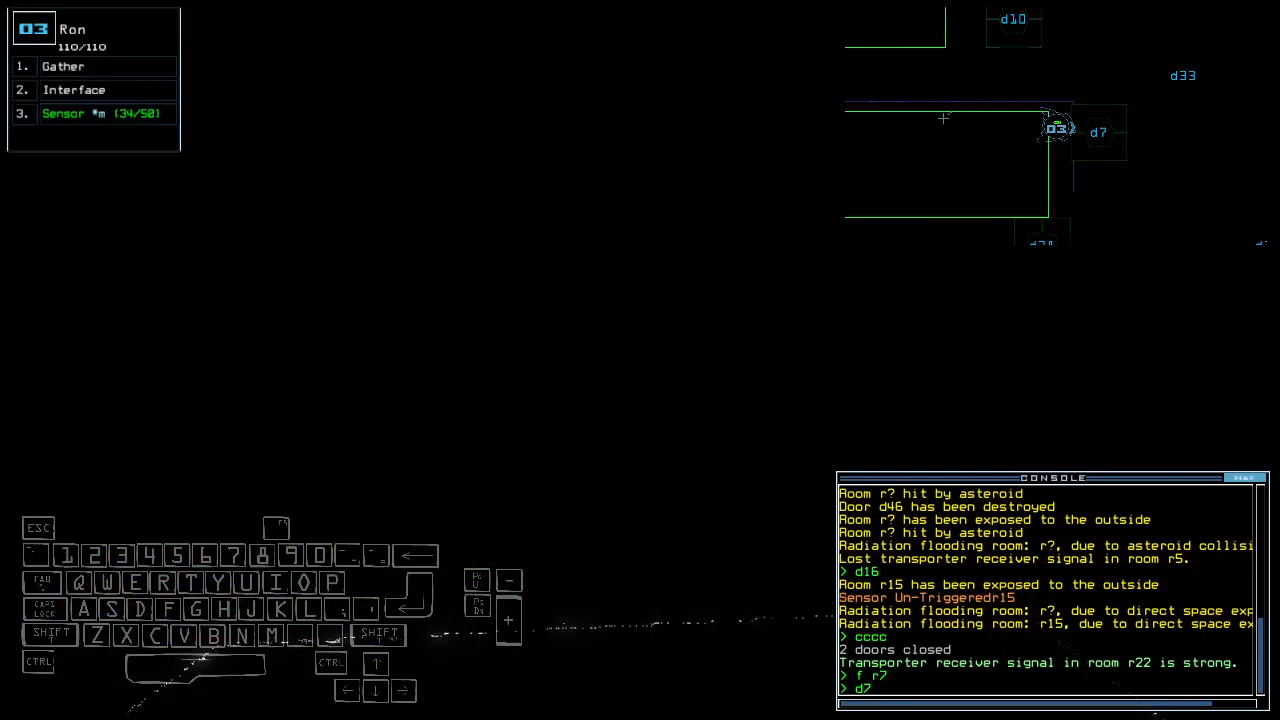 03 Ron
110/110
1. Gather
2. Interface
3. Sensor *m (34/50)
d10
d33
03
d7
CONSOLE
MAX
Room r? hit by asteroid
Door d46 has been destroyed
Room r? has been exposed to the outside
Room r? hit by asteroid
Radiation flooding room: r?, due to asteroid collisi
Lost transporter receiver signal in room r5.
> d16
Room r15 has been exposed to the outside
Sensor Un-Triggeredr15
Radiation flooding room: r?, due to direct space exp
Radiation flooding room: r15, due to direct space ex
> cccc
2 doors closed
Transporter receiver signal in room r22 is strong.
> f r7
> d7
ESC F5
1 2 3 4 5 6 7 8 9 0
TAB Q W E R T Y U I O P
CAPS LOCK A S D F G H J K L ; '
SHIFT Z X C V B N M SHIFT
CTRL CTRL